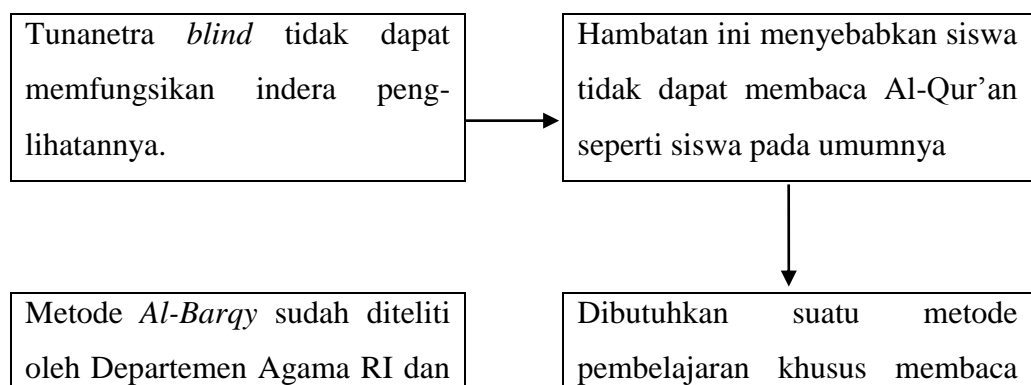 Tunanetra blind tidak dapat
memfungsikan indera peng-
lihatannya.
Hambatan ini menyebabkan siswa
tidak dapat membaca Al-Qur’an
seperti siswa pada umumnya
Metode Al-Barqy sudah diteliti
oleh Departemen Agama RI dan
Dibutuhkan suatu metode
pembelajaran khusus membaca